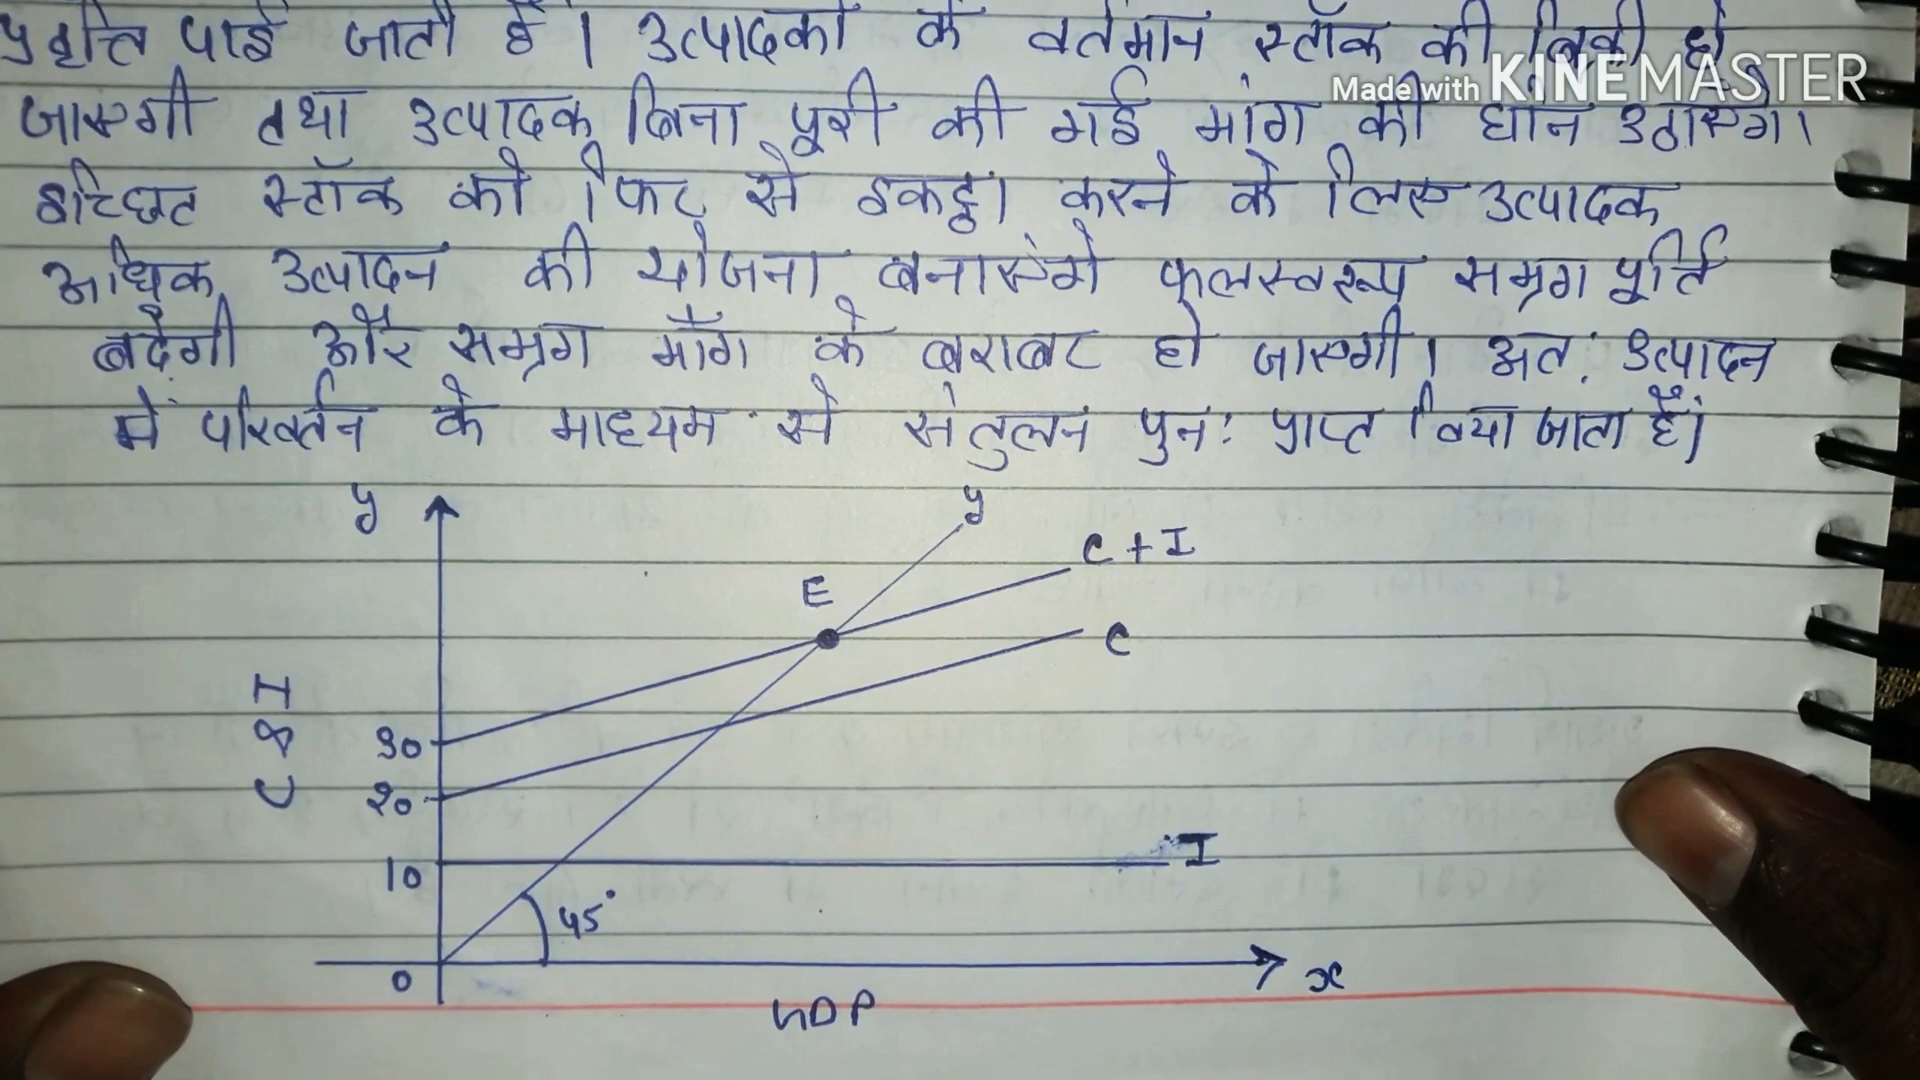 प्रवृत्ति पाई जाती है। उत्पादकों के वर्तमान स्टॉक की बिक्री हो
Made with KINEMASTER
जाएगी तथा उत्पादक बिना पूरी की गई मांग की हानि उठाएंगे।
इच्छित स्टॉक को फिर से इकट्ठा करने के लिए उत्पादक
अधिक उत्पादन की योजना बनाएंगे फलस्वरूप समग्र पूर्ति
बढ़ेगी और समग्र माँग के बराबर हो जाएगी। अतः उत्पादन
में परिवर्तन के माध्यम से संतुलन पुनः प्राप्त किया जाता है।
y
y
C + I
E
C
C & I
30
20
10
I
45°
0
x
GDP